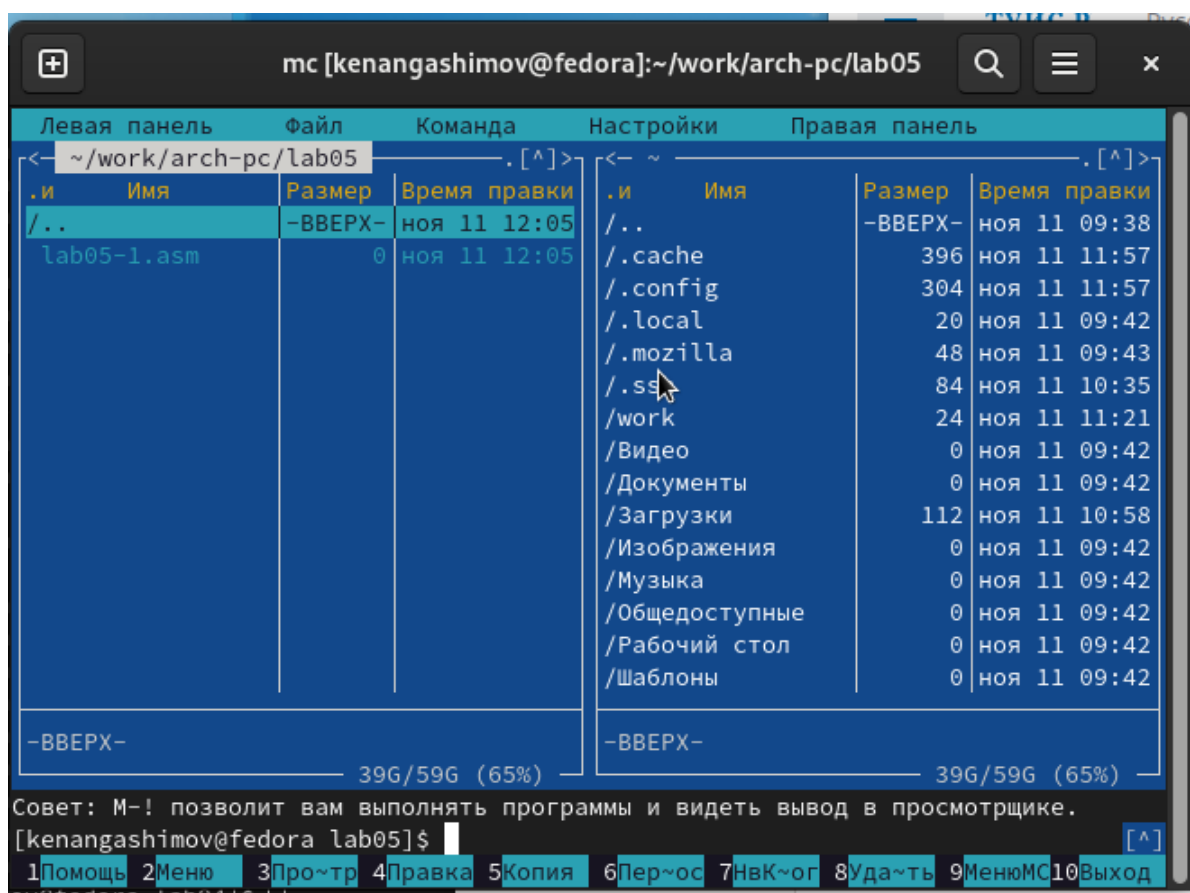 ТУИС Р
mc [kenangashimov@fedora]:~/work/arch-pc/lab05
Левая панель Файл Команда Настройки Правая панель
<— ~/work/arch-pc/lab05 .[^]>
.и Имя Размер Время правки
/.. -ВВЕРХ- ноя 11 12:05
lab05-1.asm 0 ноя 11 12:05
-ВВЕРХ-
39G/59G (65%)
<— ~ .[^]>
.и Имя Размер Время правки
/.. -ВВЕРХ- ноя 11 09:38
/.cache 396 ноя 11 11:57
/.config 304 ноя 11 11:57
/.local 20 ноя 11 09:42
/.mozilla 48 ноя 11 09:43
84 ноя 11 10:35
/work 24 ноя 11 11:21
/Видео 0 ноя 11 09:42
/Документы 0 ноя 11 09:42
/Загрузки 112 ноя 11 10:58
/Изображения 0 ноя 11 09:42
/Музыка 0 ноя 11 09:42
/Общедоступные 0 ноя 11 09:42
/Рабочий стол 0 ноя 11 09:42
/Шаблоны 0 ноя 11 09:42
-ВВЕРХ-
39G/59G (65%)
Совет: M-! позволит вам выполнять программы и видеть вывод в просмотрщике.
[kenangashimov@fedora lab05]$ [^]
1Помощь 2Меню 3Про~тр 4Правка 5Копия 6Пер~ос 7НвК~ог 8Уда~ть 9МенюМС 10Выход